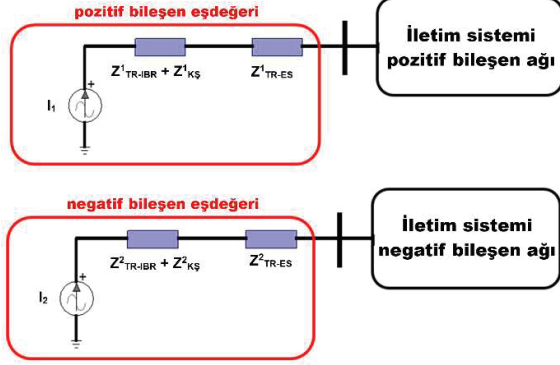 pozitif bileşen eşdeğeri
İletim sistemi
pozitif bileşen ağı
Z¹TR-IBR + Z¹KŞ
Z¹TR-ES
I₁
+
negatif bileşen eşdeğeri
İletim sistemi
negatif bileşen ağı
Z²TR-IBR + Z²KŞ
Z²TR-ES
I₂
+